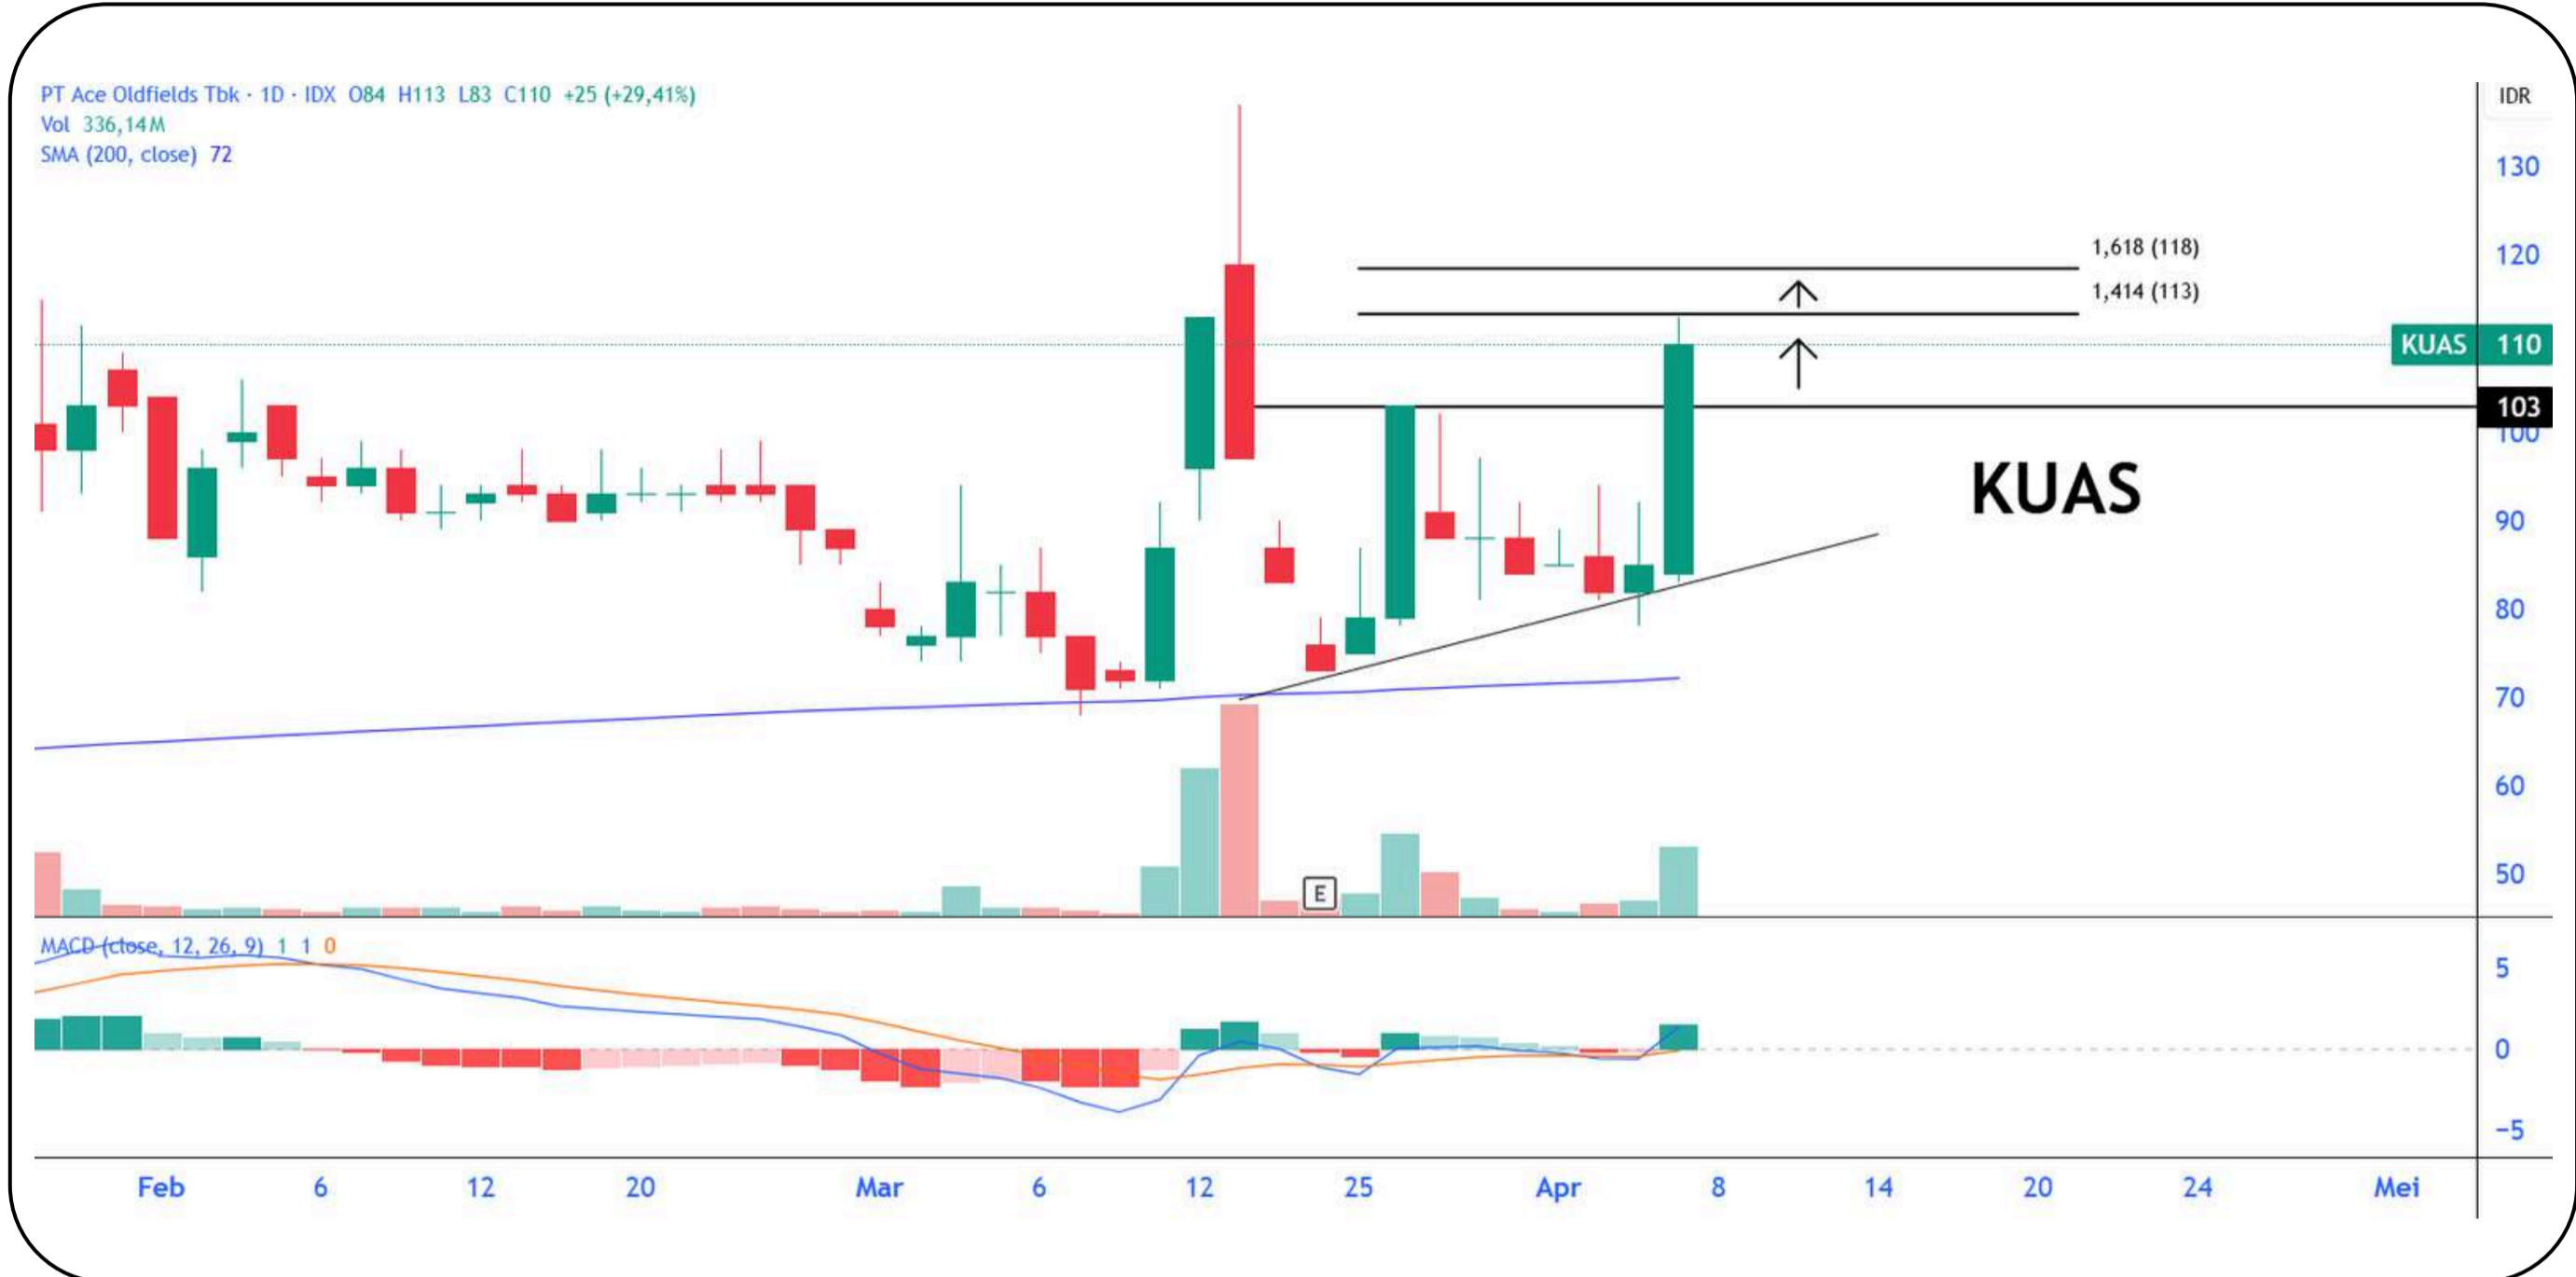 PT Ace Oldfields Tbk · 1D · IDX O84 H113 L83 C110 +25 (+29,41%)
Vol 336,14M
SMA (200, close) 72
IDR
130
1,618 (118)
120
1,414 (113)
KUAS 110
103
100
KUAS
90
80
70
60
50
E
MACD (close, 12, 26, 9) 1 1 0
5
0
−5
Feb 6 12 20 Mar 6 12 25 Apr 8 14 20 24 Mei